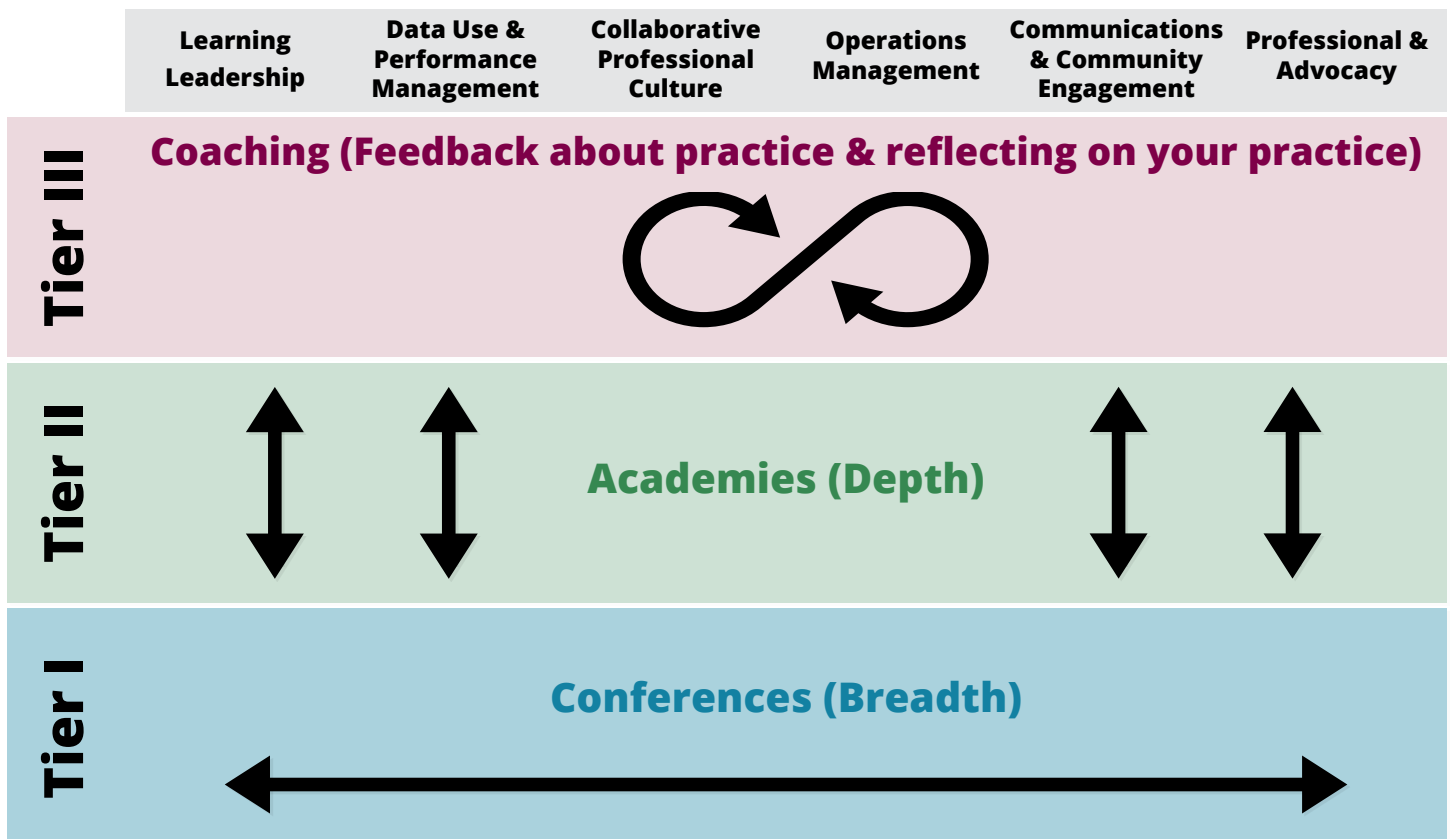 Learning
Leadership
Data Use &
Performance
Management
Collaborative
Professional
Culture
Operations
Management
Communications
& Community
Engagement
Professional &
Advocacy
Tier III
Coaching (Feedback about practice & reflecting on your practice)
Tier II
Academies (Depth)
Tier I
Conferences (Breadth)